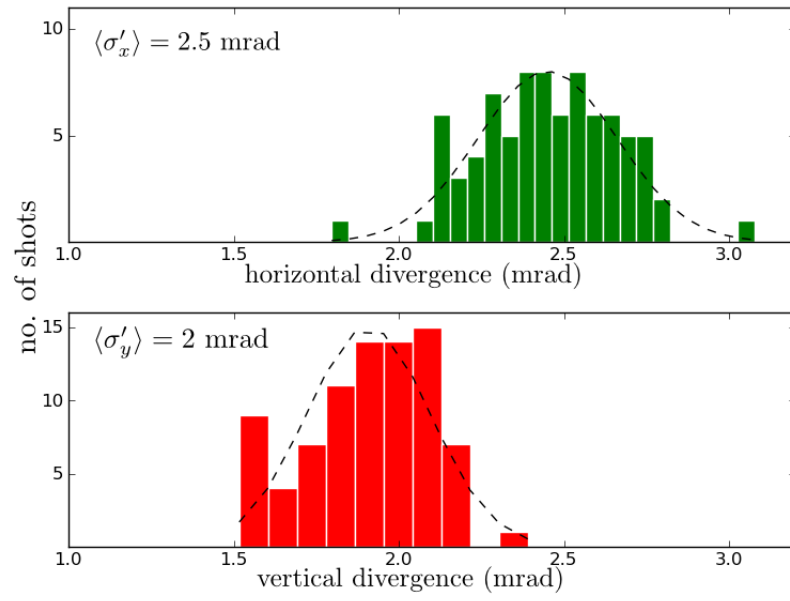 10
5
⟨σ′x⟩ = 2.5 mrad
1.0 1.5 2.0 2.5 3.0
horizontal divergence (mrad)
no. of shots
15
10
5
⟨σ′y⟩ = 2 mrad
1.0 1.5 2.0 2.5 3.0
vertical divergence (mrad)